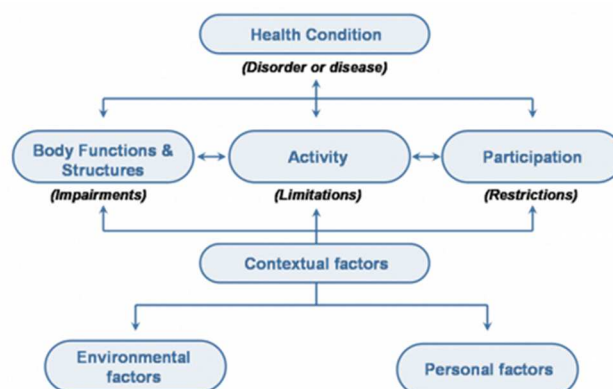 Health Condition
(Disorder or disease)
Body Functions &
Structures
Activity
Participation
(Impairments)
(Limitations)
(Restrictions)
Contextual factors
Environmental
factors
Personal factors